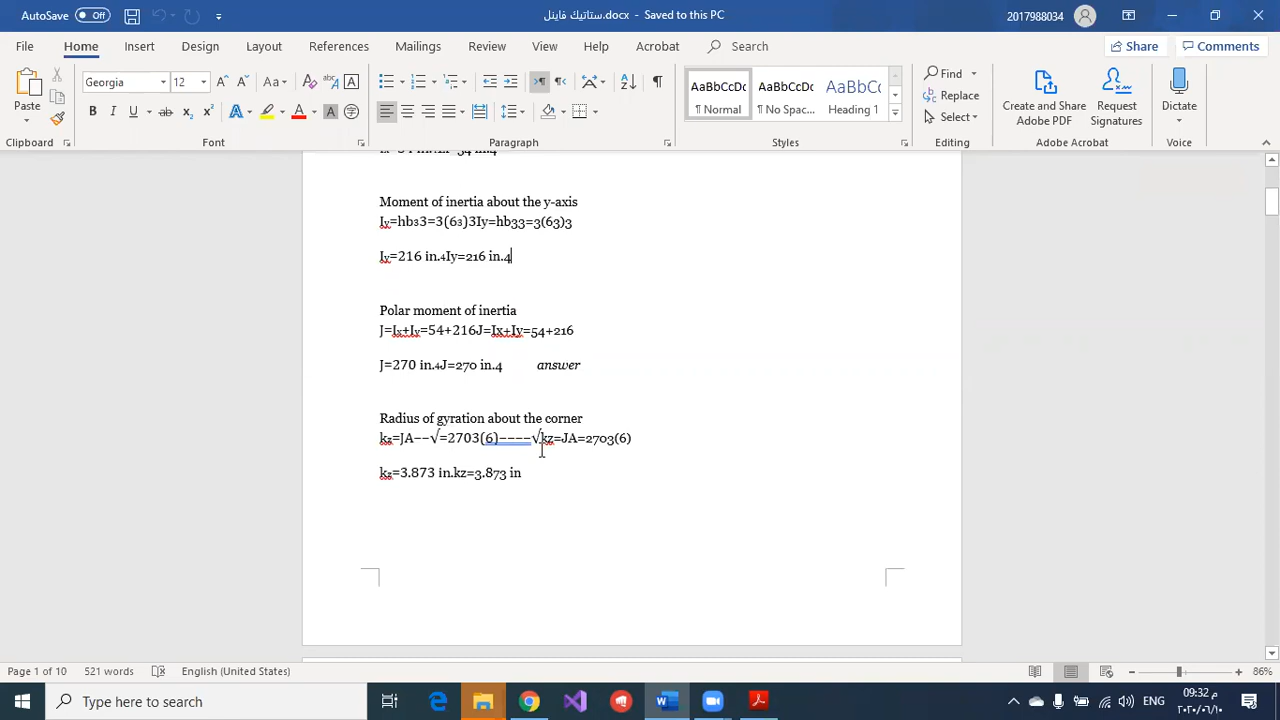 AutoSave Off
ستاتيك فاينل.docx - Saved to this PC
2017988034
File Home Insert Design Layout References Mailings Review View Help Acrobat Search Share Comments
Paste Georgia 12 Aa A
B I U ab x₂ x² A A A
AaBbCcDc AaBbCcDc AaBbCc
¶ Normal ¶ No Spac... Heading 1
Find
Replace
Select
Create and Share Adobe PDF
Request Signatures
Dictate
Clipboard Font Paragraph Styles Editing Adobe Acrobat Voice
Moment of inertia about the y-axis
Iy=hb33=3(63)3Iy=hb33=3(63)3
Iy=216 in.4Iy=216 in.4
Polar moment of inertia
J=Ix+Iy=54+216J=Ix+Iy=54+216
J=270 in.4J=270 in.4 answer
Radius of gyration about the corner
kz=JA−−√=2703(6)−−−−√kz=JA=2703(6)
kz=3.873 in.kz=3.873 in
Page 1 of 10 521 words English (United States) 86%
Type here to search
ENG
09:32 م
٢٠٢٠/٠٦/١٠